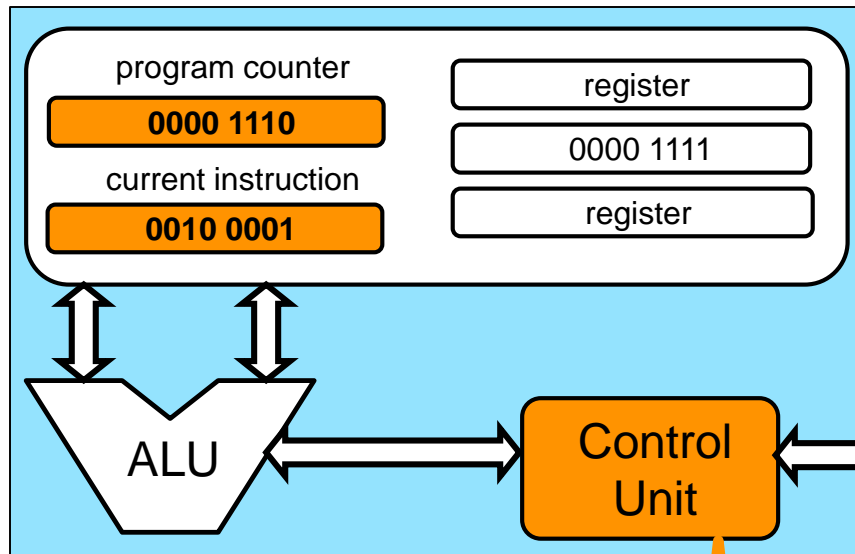 program counter
0000 1110
current instruction
0010 0001
register
0000 1111
register
ALU
Control
Unit